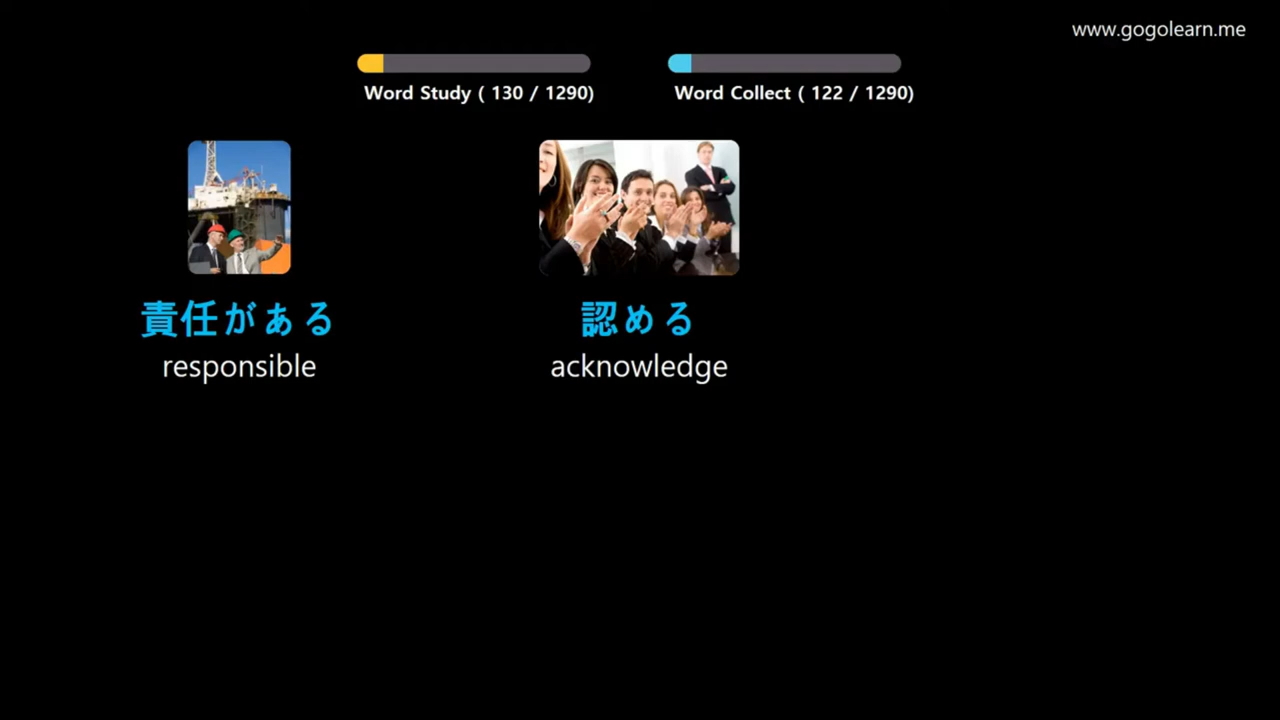 www.gogolearn.me
Word Study ( 130 / 1290)
Word Collect ( 122 / 1290)
責任がある
responsible
認める
acknowledge